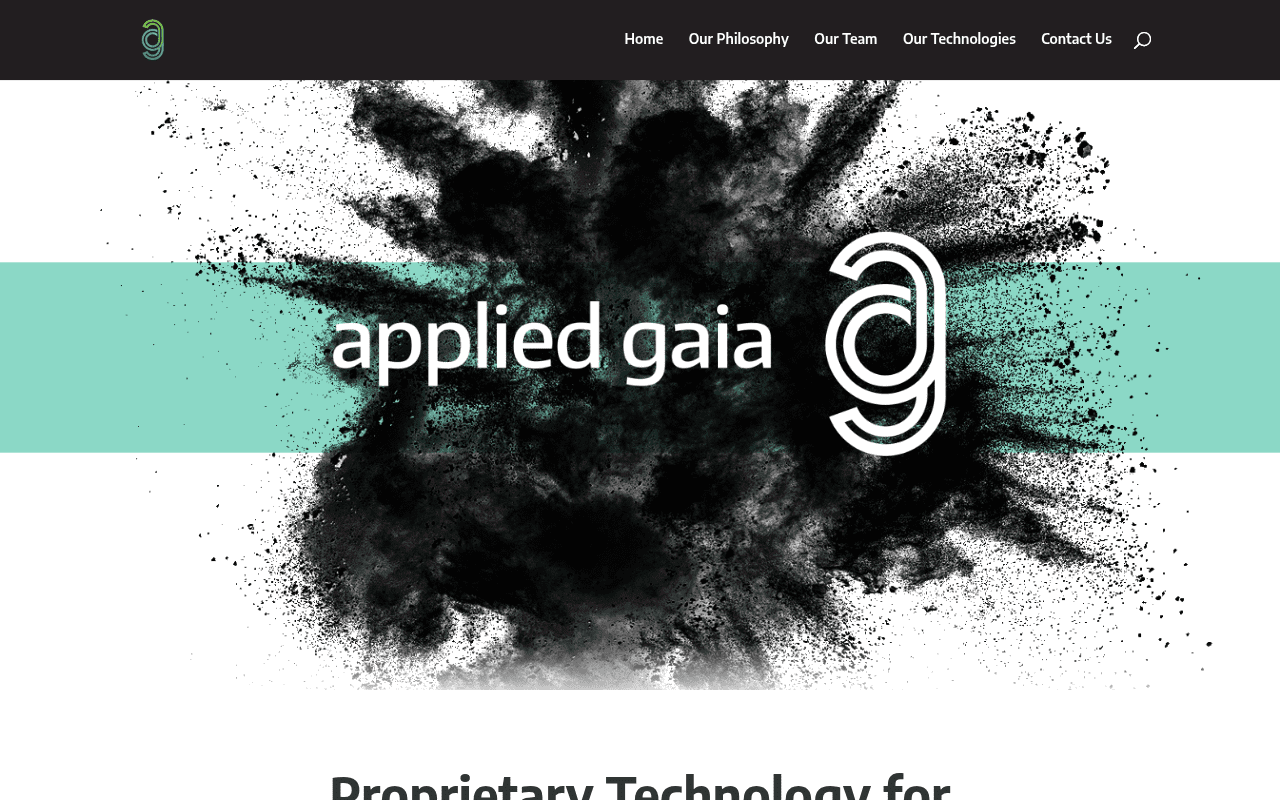 Home Our Philosophy Our Team Our Technologies Contact Us
applied gaia
Proprietary Technology for